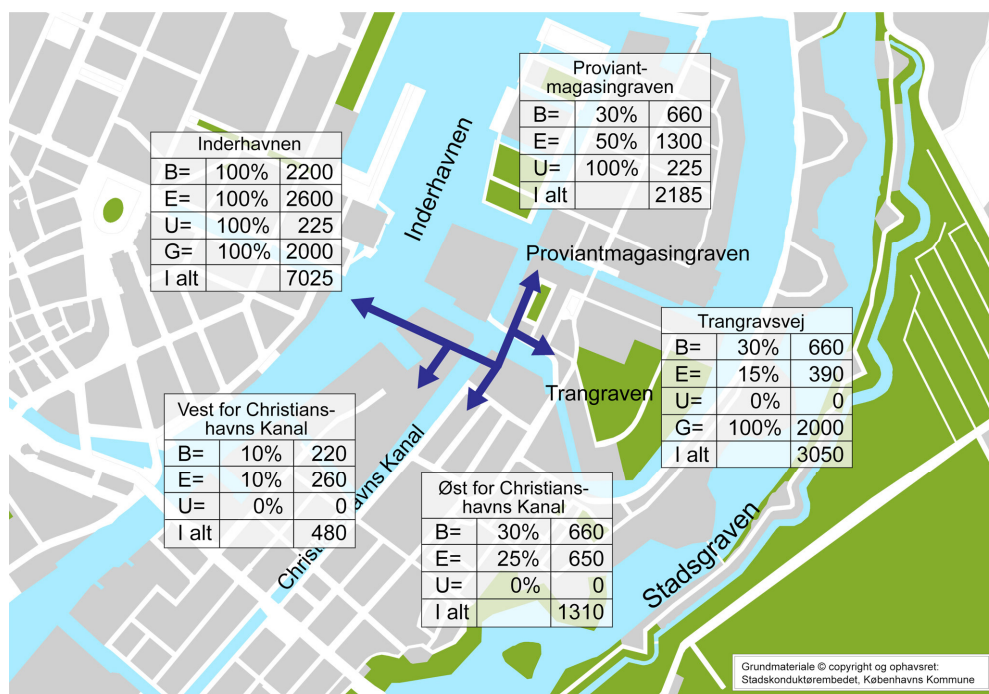 Proviant-
magasingraven
B= 30% 660
E= 50% 1300
U= 100% 225
I alt 2185
Inderhavnen
B= 100% 2200
E= 100% 2600
U= 100% 225
G= 100% 2000
I alt 7025
Inderhavnen
Proviantmagasingraven
Trangravsvej
B= 30% 660
E= 15% 390
U= 0% 0
G= 100% 2000
I alt 3050
Trangraven
Vest for Christians-
havns Kanal
B= 10% 220
E= 10% 260
U= 0% 0
I alt 480
Christianshavns Kanal
Øst for Christians-
havns Kanal
B= 30% 660
E= 25% 650
U= 0% 0
I alt 1310
Stadsgraven
Grundmateriale © copyright og ophavsret:
Stadskonduktørembedet, Københavns Kommune